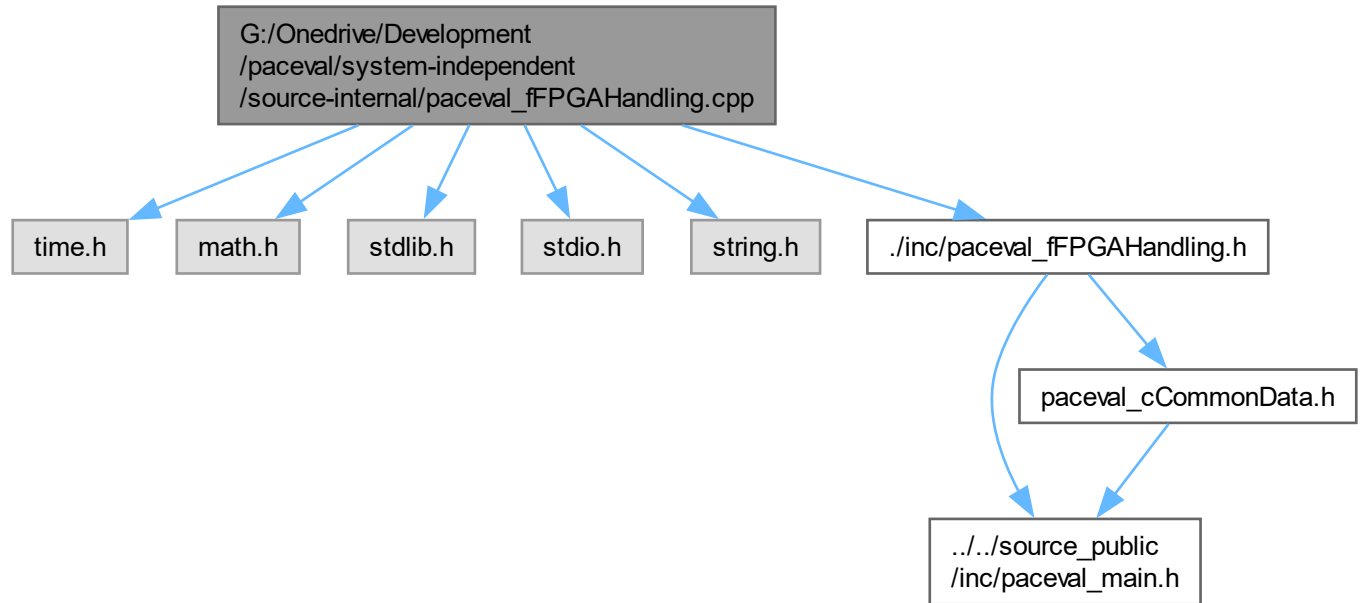 G:/Onedrive/Development
/paceval/system-independent
/source-internal/paceval_fFPGAHandling.cpp
time.h
math.h
stdlib.h
stdio.h
string.h
./inc/paceval_fFPGAHandling.h
paceval_cCommonData.h
../../source_public
/inc/paceval_main.h